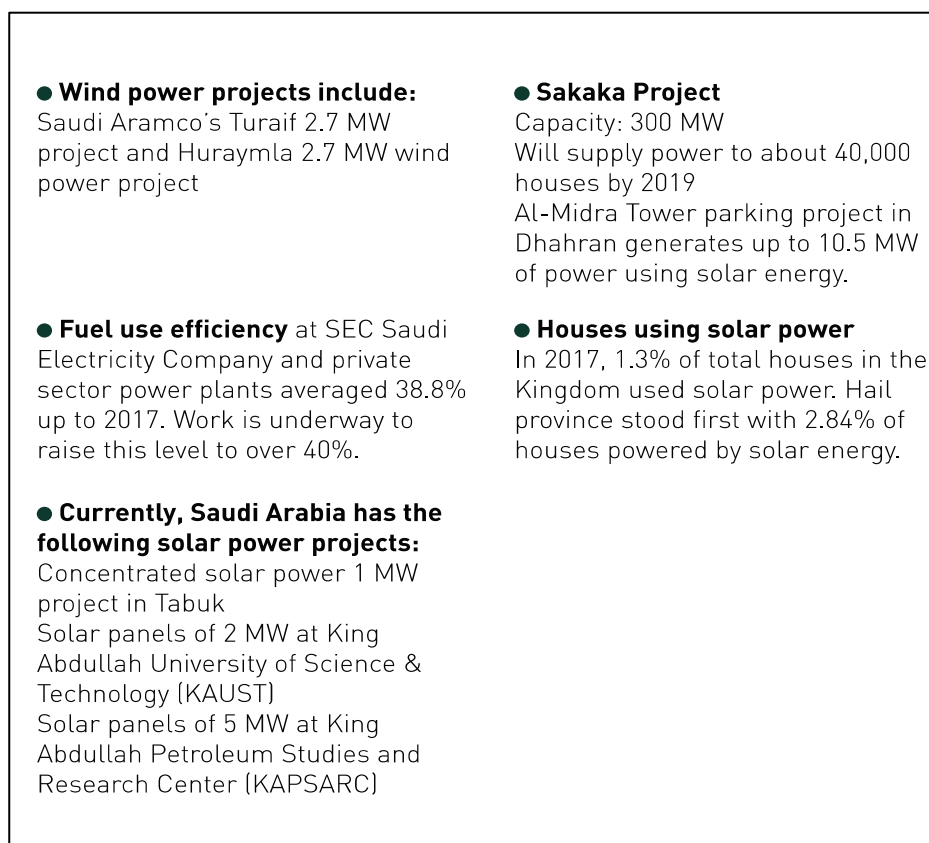 ● Wind power projects include:
Saudi Aramco's Turaif 2.7 MW
project and Huraymla 2.7 MW wind
power project
● Fuel use efficiency at SEC Saudi
Electricity Company and private
sector power plants averaged 38.8%
up to 2017. Work is underway to
raise this level to over 40%.
● Currently, Saudi Arabia has the
following solar power projects:
Concentrated solar power 1 MW
project in Tabuk
Solar panels of 2 MW at King
Abdullah University of Science &
Technology (KAUST)
Solar panels of 5 MW at King
Abdullah Petroleum Studies and
Research Center (KAPSARC)
● Sakaka Project
Capacity: 300 MW
Will supply power to about 40,000
houses by 2019
Al-Midra Tower parking project in
Dhahran generates up to 10.5 MW
of power using solar energy.
● Houses using solar power
In 2017, 1.3% of total houses in the
Kingdom used solar power. Hail
province stood first with 2.84% of
houses powered by solar energy.